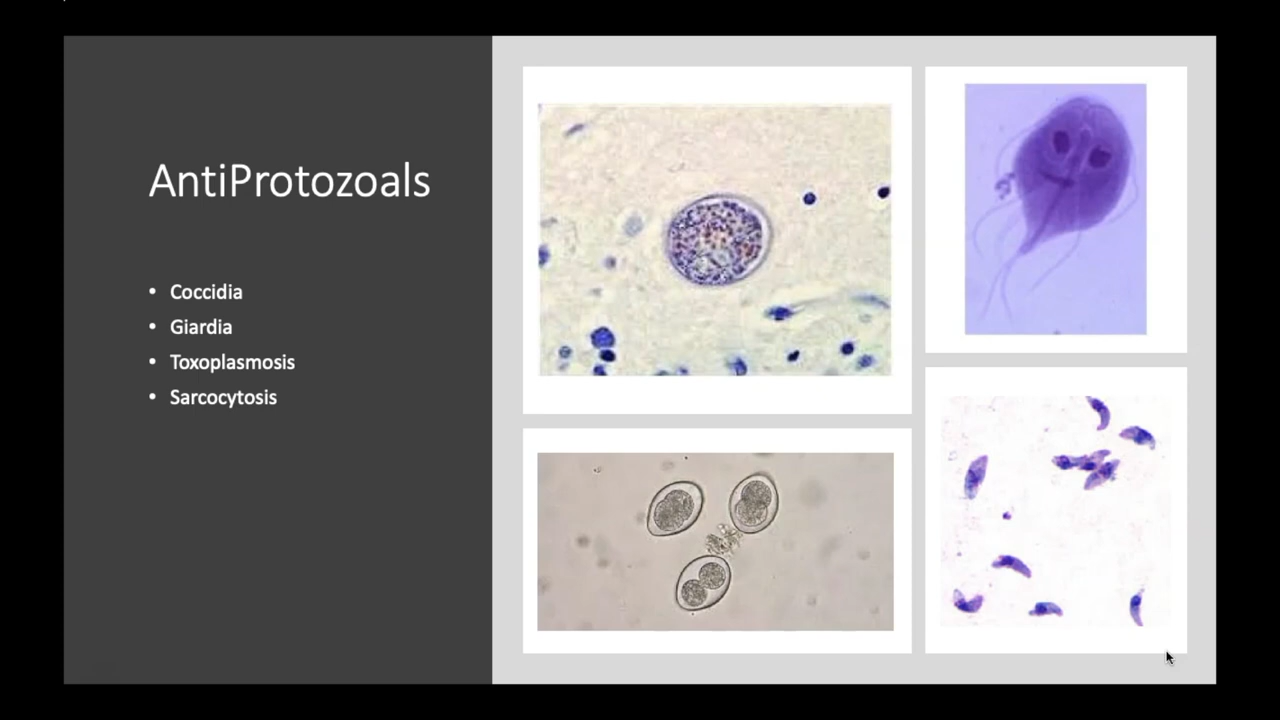 AntiProtozoals
• Coccidia
• Giardia
• Toxoplasmosis
• Sarcocytosis